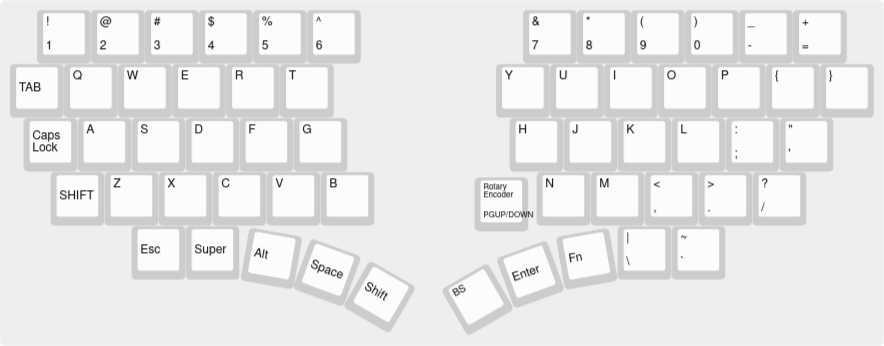 ! @ # $ % ^
1 2 3 4 5 6
& * ( ) _ +
7 8 9 0 - =
TAB Q W E R T
Y U I O P { }
Caps
Lock
A S D F G
H J K L : "
; '
SHIFT Z X C V B
Rotary
Encoder
PGUP/DOWN
N M < > ?
, . /
Esc Super Alt Space Shift
BS Enter Fn | ~
\ `